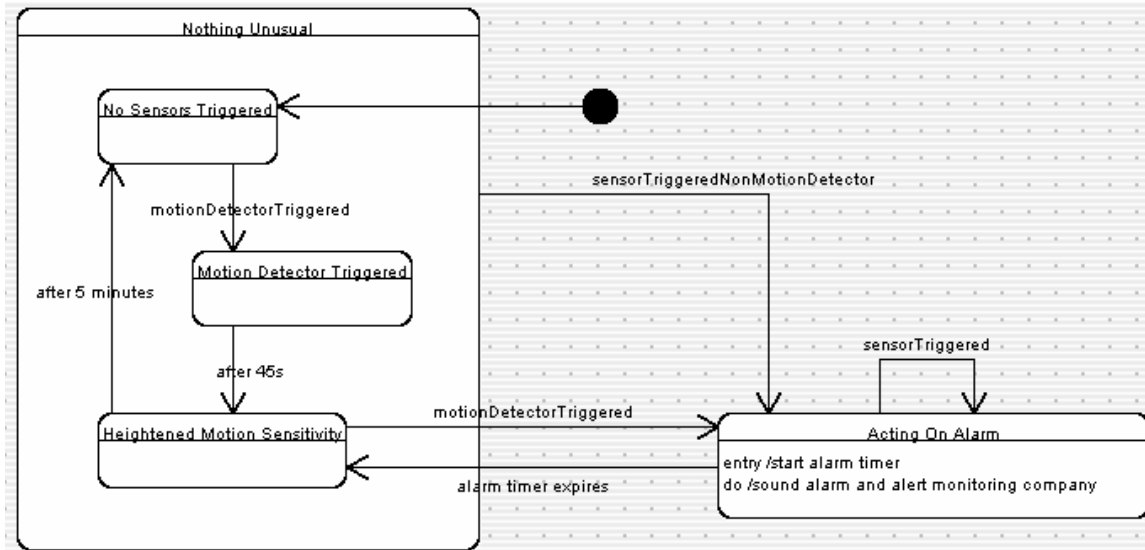 Nothing Unusual
No Sensors Triggered
sensorTriggeredNonMotionDetector
motionDetectorTriggered
Motion Detector Triggered
after 5 minutes
sensorTriggered
after 45s
motionDetectorTriggered
Heightened Motion Sensitivity
Acting On Alarm
entry /start alarm timer
do /sound alarm and alert monitoring company
alarm timer expires